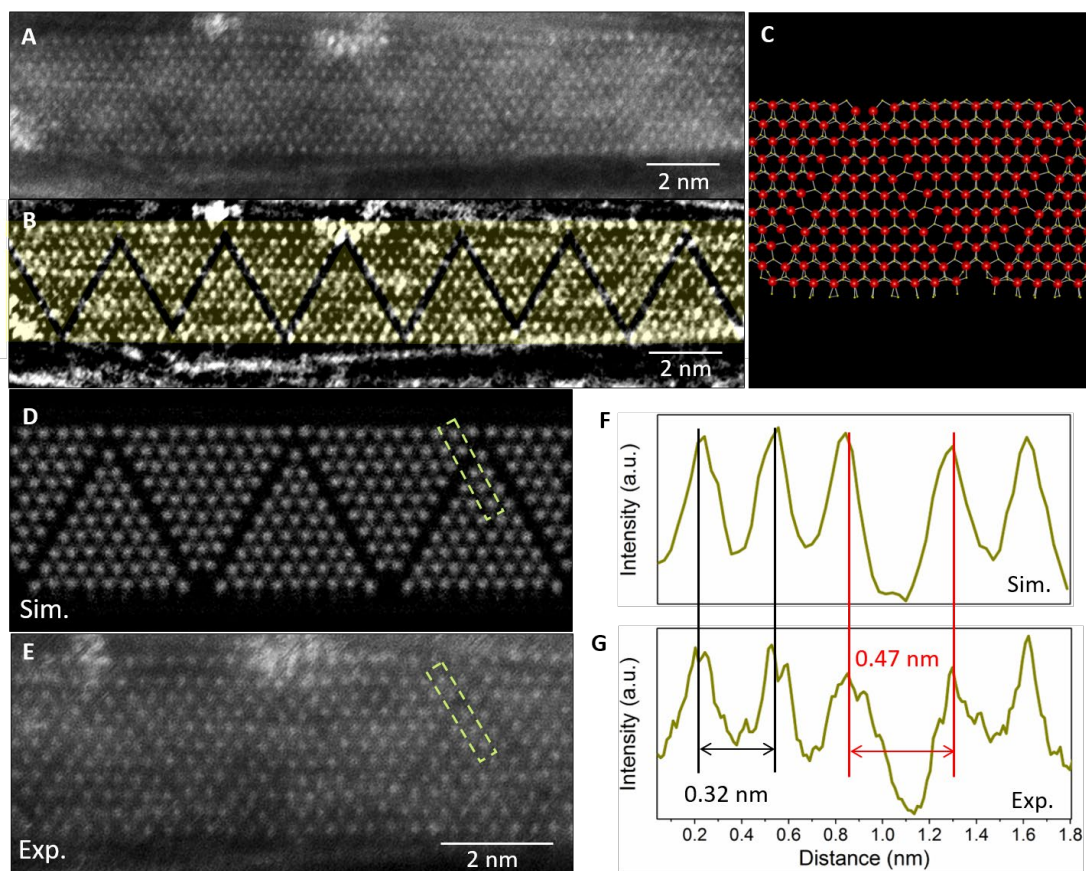 A
2 nm
B
2 nm
C
D
Sim.
E
Exp.
2 nm
F
Intensity (a.u.)
Sim.
G
Intensity (a.u.)
0.47 nm
0.32 nm
Exp.
0.2 0.4 0.6 0.8 1.0 1.2 1.4 1.6 1.8
Distance (nm)